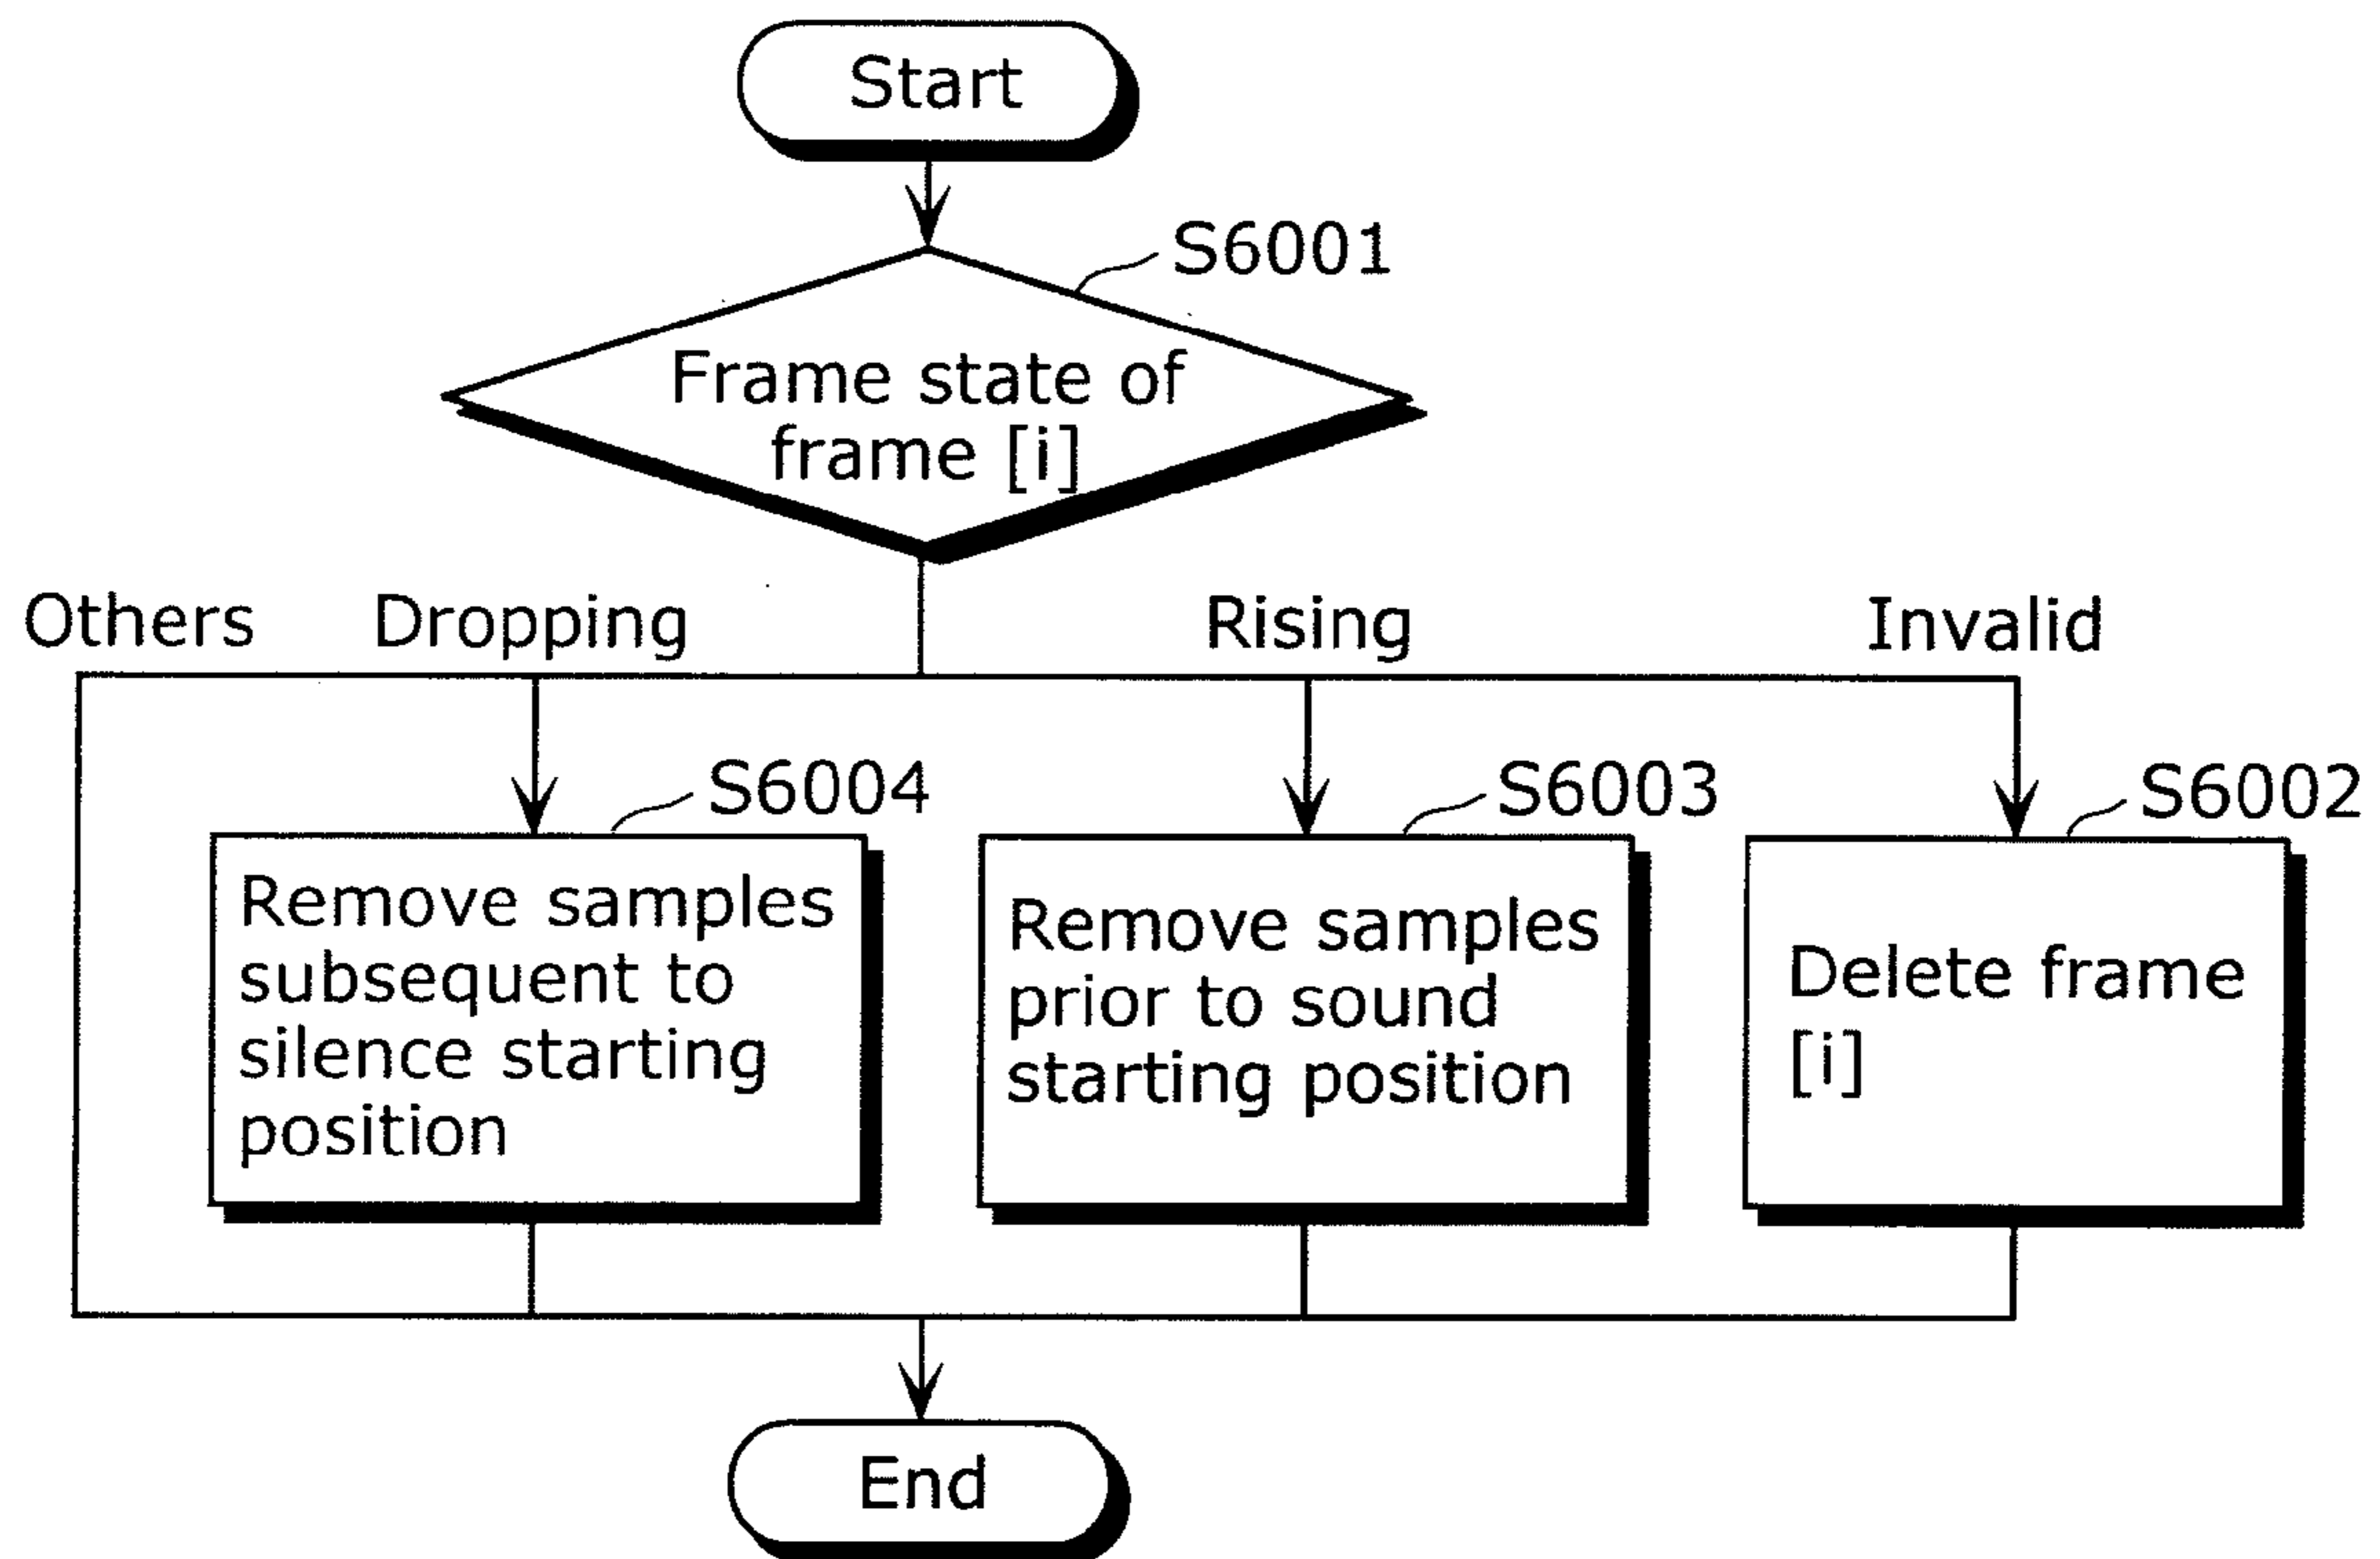 Start
S6001
Frame state of
frame [i]
Others
Dropping
Rising
Invalid
S6004
Remove samples
subsequent to
silence starting
position
S6003
Remove samples
prior to sound
starting position
S6002
Delete frame
[i]
End